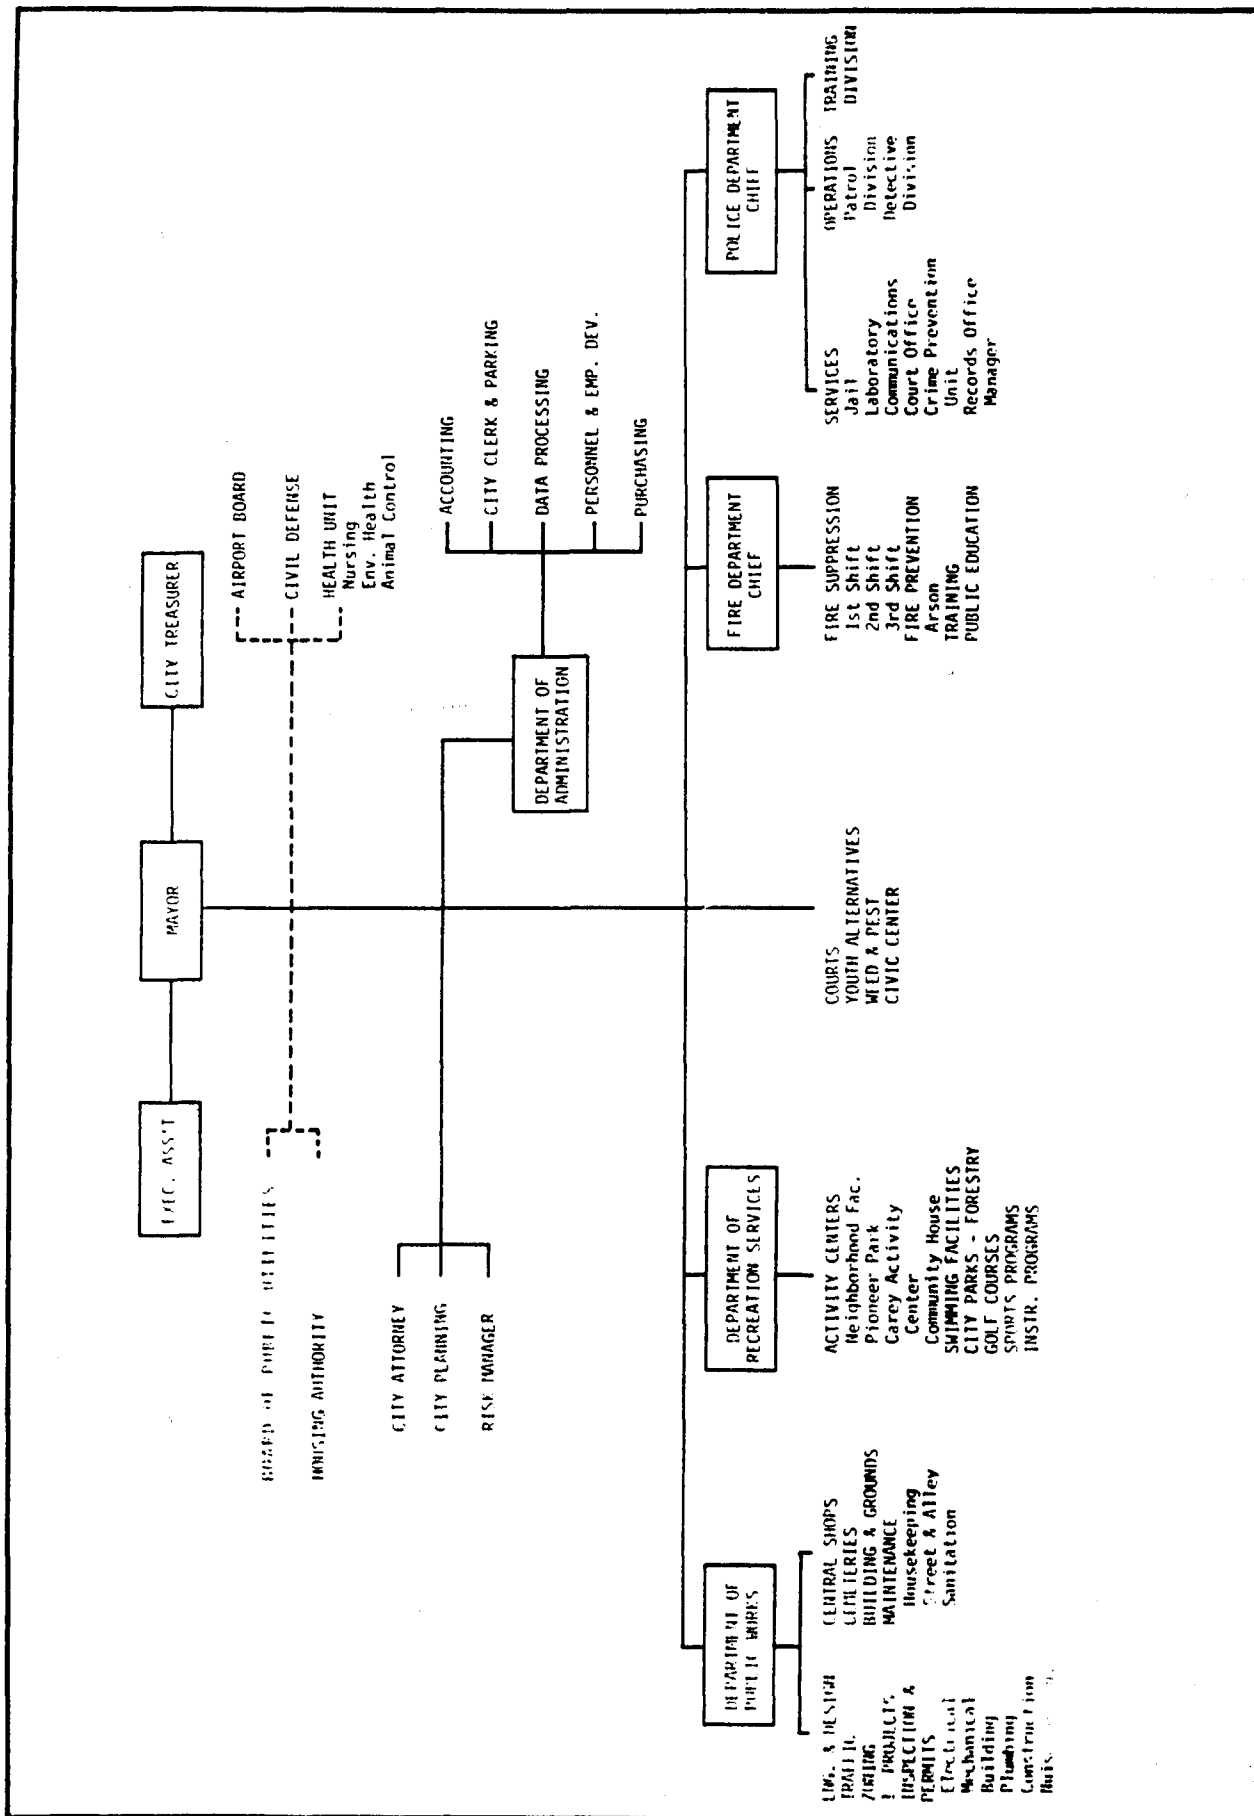 EXEC. ASS'T
MAYOR
CITY TREASURER
BOARD OF PUBLIC UTILITIES
HOUSING AUTHORITY
AIRPORT BOARD
CIVIL DEFENSE
HEALTH UNIT
Nursing
Env. Health
Animal Control
CITY ATTORNEY
CITY PLANNING
RISK MANAGER
DEPARTMENT OF
ADMINISTRATION
ACCOUNTING
CITY CLERK & PARKING
DATA PROCESSING
PERSONNEL & EMP. DEV.
PURCHASING
DEPARTMENT OF
PUBLIC WORKS
ENG. & DESIGN
TRAFFIC
ZONING
PROJECTS
INSPECTION &
PERMITS
Electrical
Mechanical
Building
Plumbing
Construction
CENTRAL SHOPS
CEMETERIES
BUILDING & GROUNDS
MAINTENANCE
Housekeeping
Street & Alley
Sanitation
DEPARTMENT OF
RECREATION SERVICES
ACTIVITY CENTERS
Neighborhood Fac.
Pioneer Park
Carey Activity
Center
Community House
SWIMMING FACILITIES
CITY PARKS - FORESTRY
GOLF COURSES
SPORTS PROGRAMS
INSTR. PROGRAMS
COURTS
YOUTH ALTERNATIVES
WEED & PEST
CIVIC CENTER
FIRE DEPARTMENT
CHIEF
FIRE SUPPRESSION
1st Shift
2nd Shift
3rd Shift
FIRE PREVENTION
Arson
TRAINING
PUBLIC EDUCATION
POLICE DEPARTMENT
CHIEF
SERVICES
Jail
Laboratory
Communications
Court Office
Crime Prevention
Unit
Records Office
Manager
OPERATIONS
Patrol
Division
Detective
Division
TRAINING
DIVISION